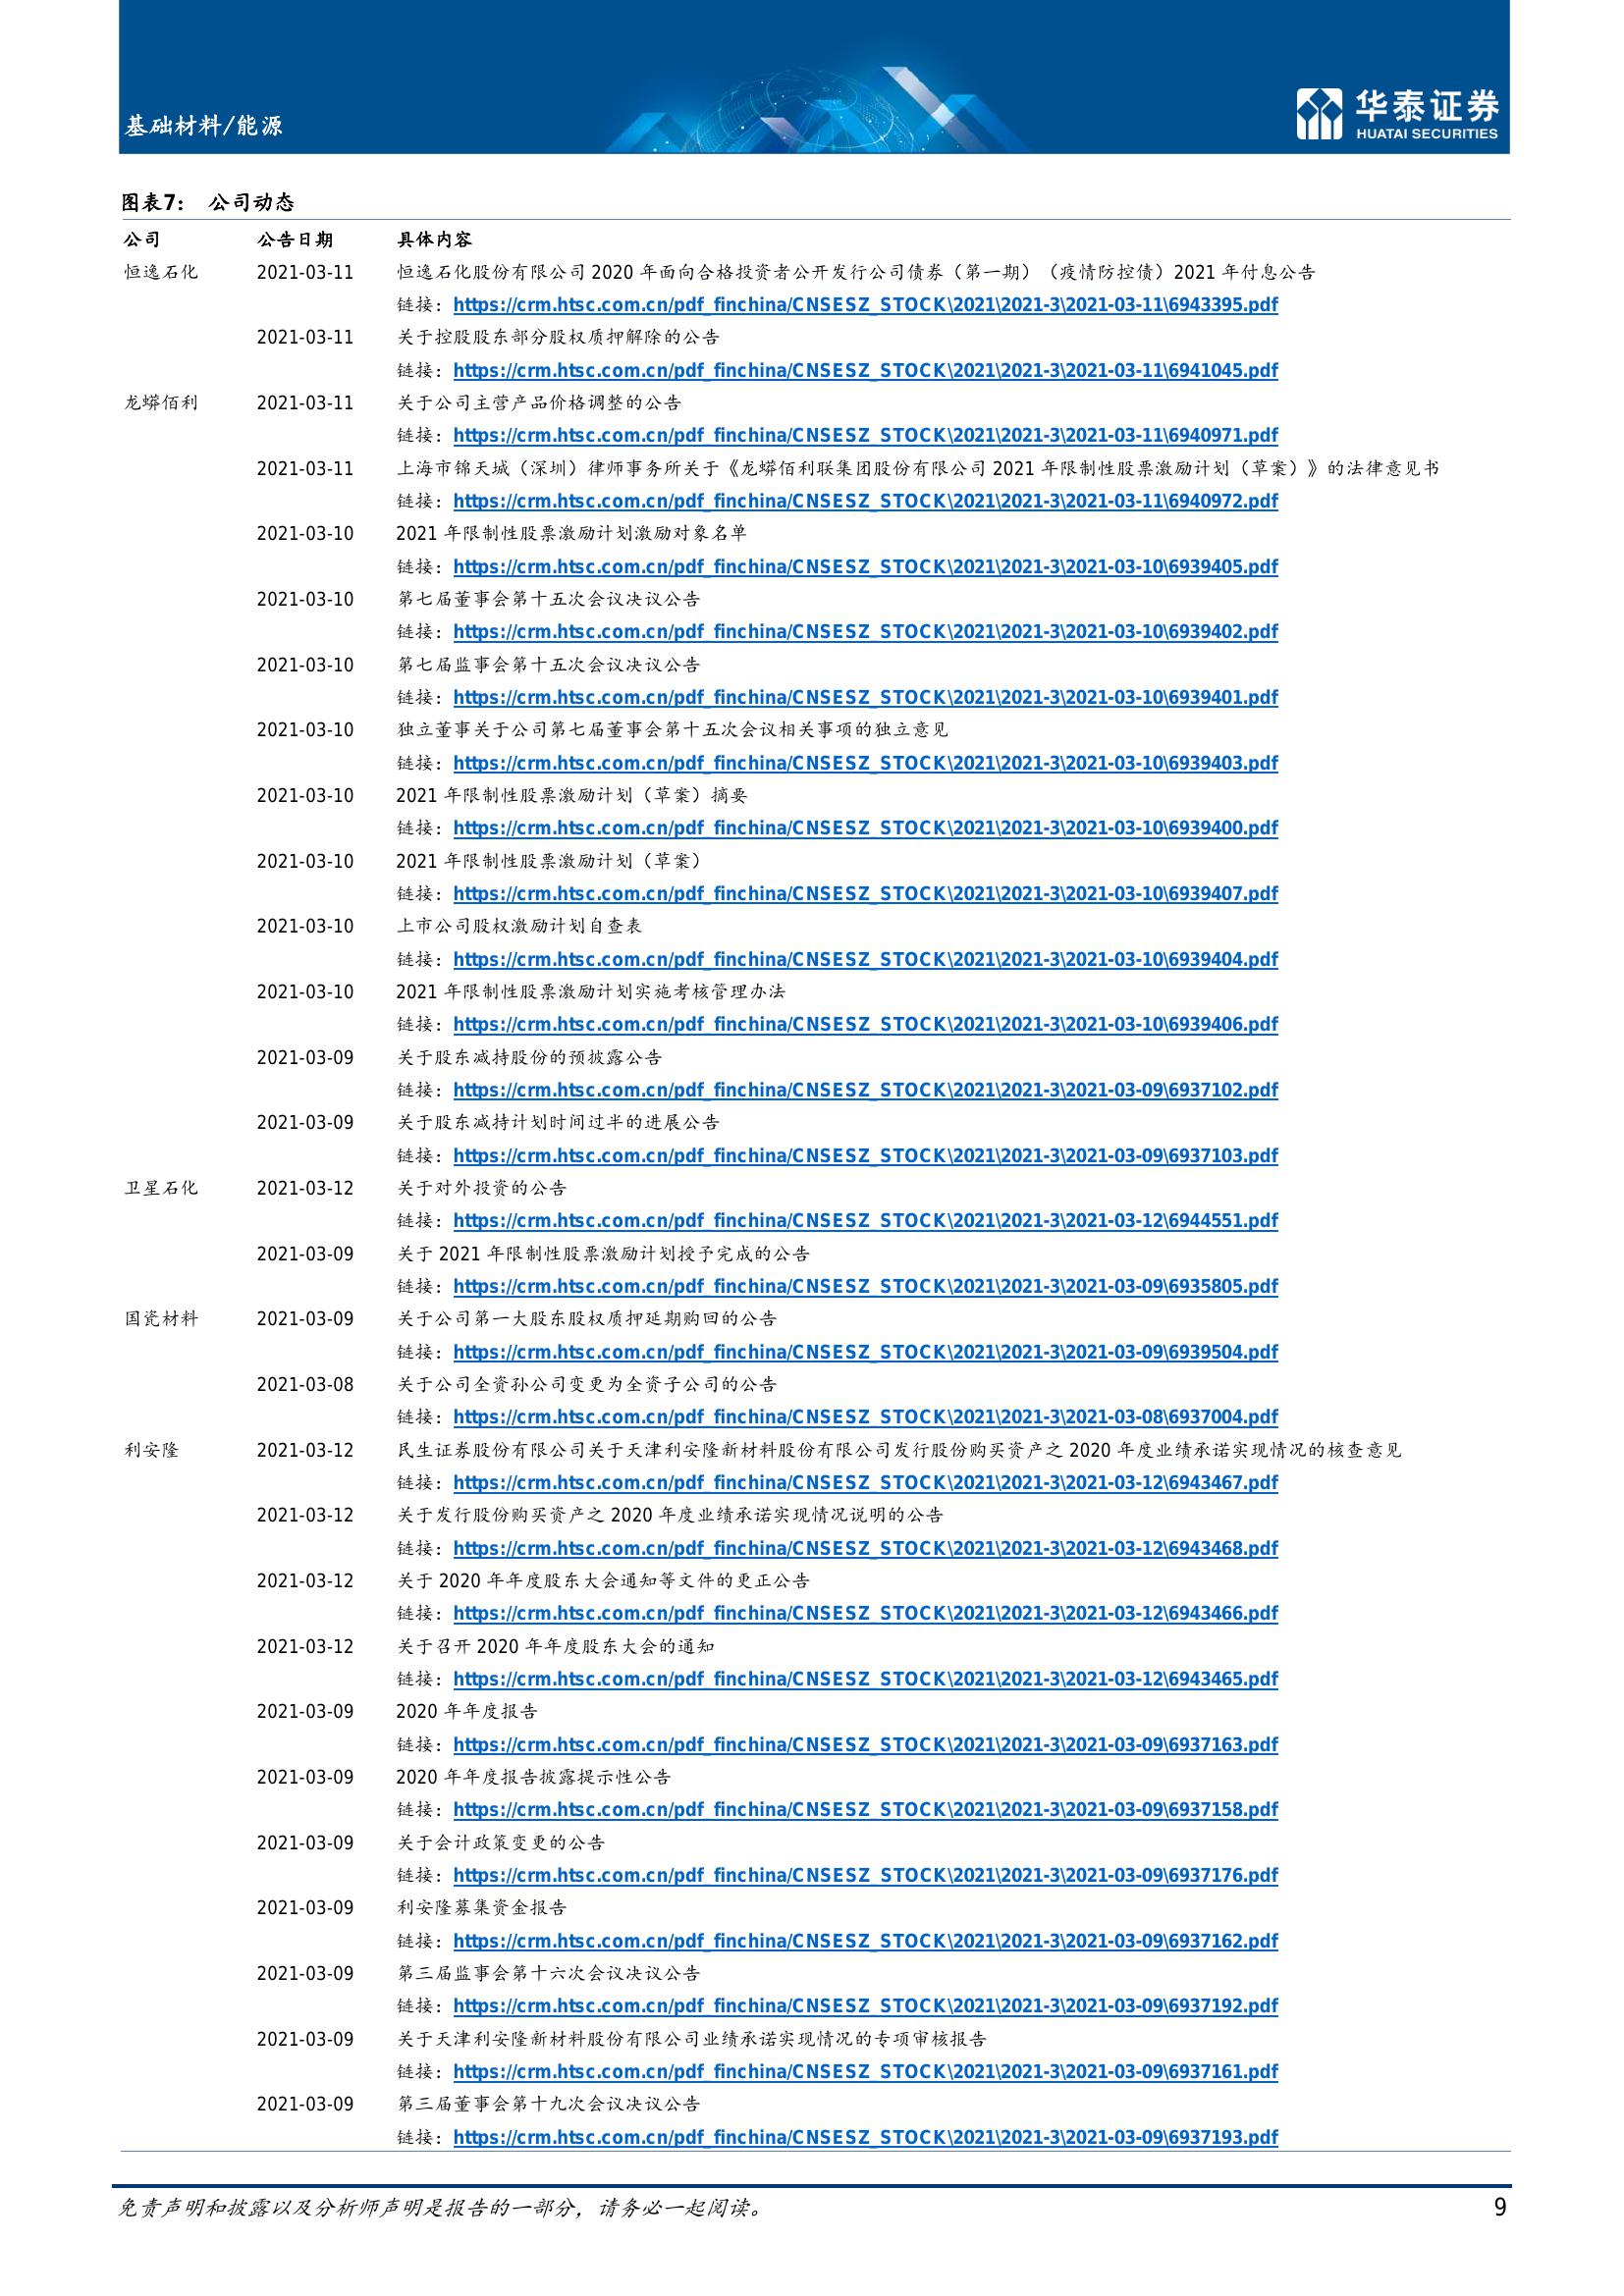 基础材料/能源
华泰证券
HUATAI SECURITIES
图表7： 公司动态
公司 公告日期 具体内容
恒逸石化 2021-03-11 恒逸石化股份有限公司 2020 年面向合格投资者公开发行公司债券（第一期）（疫情防控债）2021 年付息公告
链接：https://crm.htsc.com.cn/pdf_finchina/CNSESZ_STOCK\2021\2021-3\2021-03-11\6943395.pdf
2021-03-11 关于控股股东部分股权质押解除的公告
链接：https://crm.htsc.com.cn/pdf_finchina/CNSESZ_STOCK\2021\2021-3\2021-03-11\6941045.pdf
龙蟒佰利 2021-03-11 关于公司主营产品价格调整的公告
链接：https://crm.htsc.com.cn/pdf_finchina/CNSESZ_STOCK\2021\2021-3\2021-03-11\6940971.pdf
2021-03-11 上海市锦天城（深圳）律师事务所关于《龙蟒佰利联集团股份有限公司 2021 年限制性股票激励计划（草案）》的法律意见书
链接：https://crm.htsc.com.cn/pdf_finchina/CNSESZ_STOCK\2021\2021-3\2021-03-11\6940972.pdf
2021-03-10 2021 年限制性股票激励计划激励对象名单
链接：https://crm.htsc.com.cn/pdf_finchina/CNSESZ_STOCK\2021\2021-3\2021-03-10\6939405.pdf
2021-03-10 第七届董事会第十五次会议决议公告
链接：https://crm.htsc.com.cn/pdf_finchina/CNSESZ_STOCK\2021\2021-3\2021-03-10\6939402.pdf
2021-03-10 第七届监事会第十五次会议决议公告
链接：https://crm.htsc.com.cn/pdf_finchina/CNSESZ_STOCK\2021\2021-3\2021-03-10\6939401.pdf
2021-03-10 独立董事关于公司第七届董事会第十五次会议相关事项的独立意见
链接：https://crm.htsc.com.cn/pdf_finchina/CNSESZ_STOCK\2021\2021-3\2021-03-10\6939403.pdf
2021-03-10 2021 年限制性股票激励计划（草案）摘要
链接：https://crm.htsc.com.cn/pdf_finchina/CNSESZ_STOCK\2021\2021-3\2021-03-10\6939400.pdf
2021-03-10 2021 年限制性股票激励计划（草案）
链接：https://crm.htsc.com.cn/pdf_finchina/CNSESZ_STOCK\2021\2021-3\2021-03-10\6939407.pdf
2021-03-10 上市公司股权激励计划自查表
链接：https://crm.htsc.com.cn/pdf_finchina/CNSESZ_STOCK\2021\2021-3\2021-03-10\6939404.pdf
2021-03-10 2021 年限制性股票激励计划实施考核管理办法
链接：https://crm.htsc.com.cn/pdf_finchina/CNSESZ_STOCK\2021\2021-3\2021-03-10\6939406.pdf
2021-03-09 关于股东减持股份的预披露公告
链接：https://crm.htsc.com.cn/pdf_finchina/CNSESZ_STOCK\2021\2021-3\2021-03-09\6937102.pdf
2021-03-09 关于股东减持计划时间过半的进展公告
链接：https://crm.htsc.com.cn/pdf_finchina/CNSESZ_STOCK\2021\2021-3\2021-03-09\6937103.pdf
卫星石化 2021-03-12 关于对外投资的公告
链接：https://crm.htsc.com.cn/pdf_finchina/CNSESZ_STOCK\2021\2021-3\2021-03-12\6944551.pdf
2021-03-09 关于 2021 年限制性股票激励计划授予完成的公告
链接：https://crm.htsc.com.cn/pdf_finchina/CNSESZ_STOCK\2021\2021-3\2021-03-09\6935805.pdf
国瓷材料 2021-03-09 关于公司第一大股东股权质押延期购回的公告
链接：https://crm.htsc.com.cn/pdf_finchina/CNSESZ_STOCK\2021\2021-3\2021-03-09\6939504.pdf
2021-03-08 关于公司全资孙公司变更为全资子公司的公告
链接：https://crm.htsc.com.cn/pdf_finchina/CNSESZ_STOCK\2021\2021-3\2021-03-08\6937004.pdf
利安隆 2021-03-12 民生证券股份有限公司关于天津利安隆新材料股份有限公司发行股份购买资产之 2020 年度业绩承诺实现情况的核查意见
链接：https://crm.htsc.com.cn/pdf_finchina/CNSESZ_STOCK\2021\2021-3\2021-03-12\6943467.pdf
2021-03-12 关于发行股份购买资产之 2020 年度业绩承诺实现情况说明的公告
链接：https://crm.htsc.com.cn/pdf_finchina/CNSESZ_STOCK\2021\2021-3\2021-03-12\6943468.pdf
2021-03-12 关于 2020 年年度股东大会通知等文件的更正公告
链接：https://crm.htsc.com.cn/pdf_finchina/CNSESZ_STOCK\2021\2021-3\2021-03-12\6943466.pdf
2021-03-12 关于召开 2020 年年度股东大会的通知
链接：https://crm.htsc.com.cn/pdf_finchina/CNSESZ_STOCK\2021\2021-3\2021-03-12\6943465.pdf
2021-03-09 2020 年年度报告
链接：https://crm.htsc.com.cn/pdf_finchina/CNSESZ_STOCK\2021\2021-3\2021-03-09\6937163.pdf
2021-03-09 2020 年年度报告披露提示性公告
链接：https://crm.htsc.com.cn/pdf_finchina/CNSESZ_STOCK\2021\2021-3\2021-03-09\6937158.pdf
2021-03-09 关于会计政策变更的公告
链接：https://crm.htsc.com.cn/pdf_finchina/CNSESZ_STOCK\2021\2021-3\2021-03-09\6937176.pdf
2021-03-09 利安隆募集资金报告
链接：https://crm.htsc.com.cn/pdf_finchina/CNSESZ_STOCK\2021\2021-3\2021-03-09\6937162.pdf
2021-03-09 第三届监事会第十六次会议决议公告
链接：https://crm.htsc.com.cn/pdf_finchina/CNSESZ_STOCK\2021\2021-3\2021-03-09\6937192.pdf
2021-03-09 关于天津利安隆新材料股份有限公司业绩承诺实现情况的专项审核报告
链接：https://crm.htsc.com.cn/pdf_finchina/CNSESZ_STOCK\2021\2021-3\2021-03-09\6937161.pdf
2021-03-09 第三届董事会第十九次会议决议公告
链接：https://crm.htsc.com.cn/pdf_finchina/CNSESZ_STOCK\2021\2021-3\2021-03-09\6937193.pdf
免责声明和披露以及分析师声明是报告的一部分，请务必一起阅读。 9